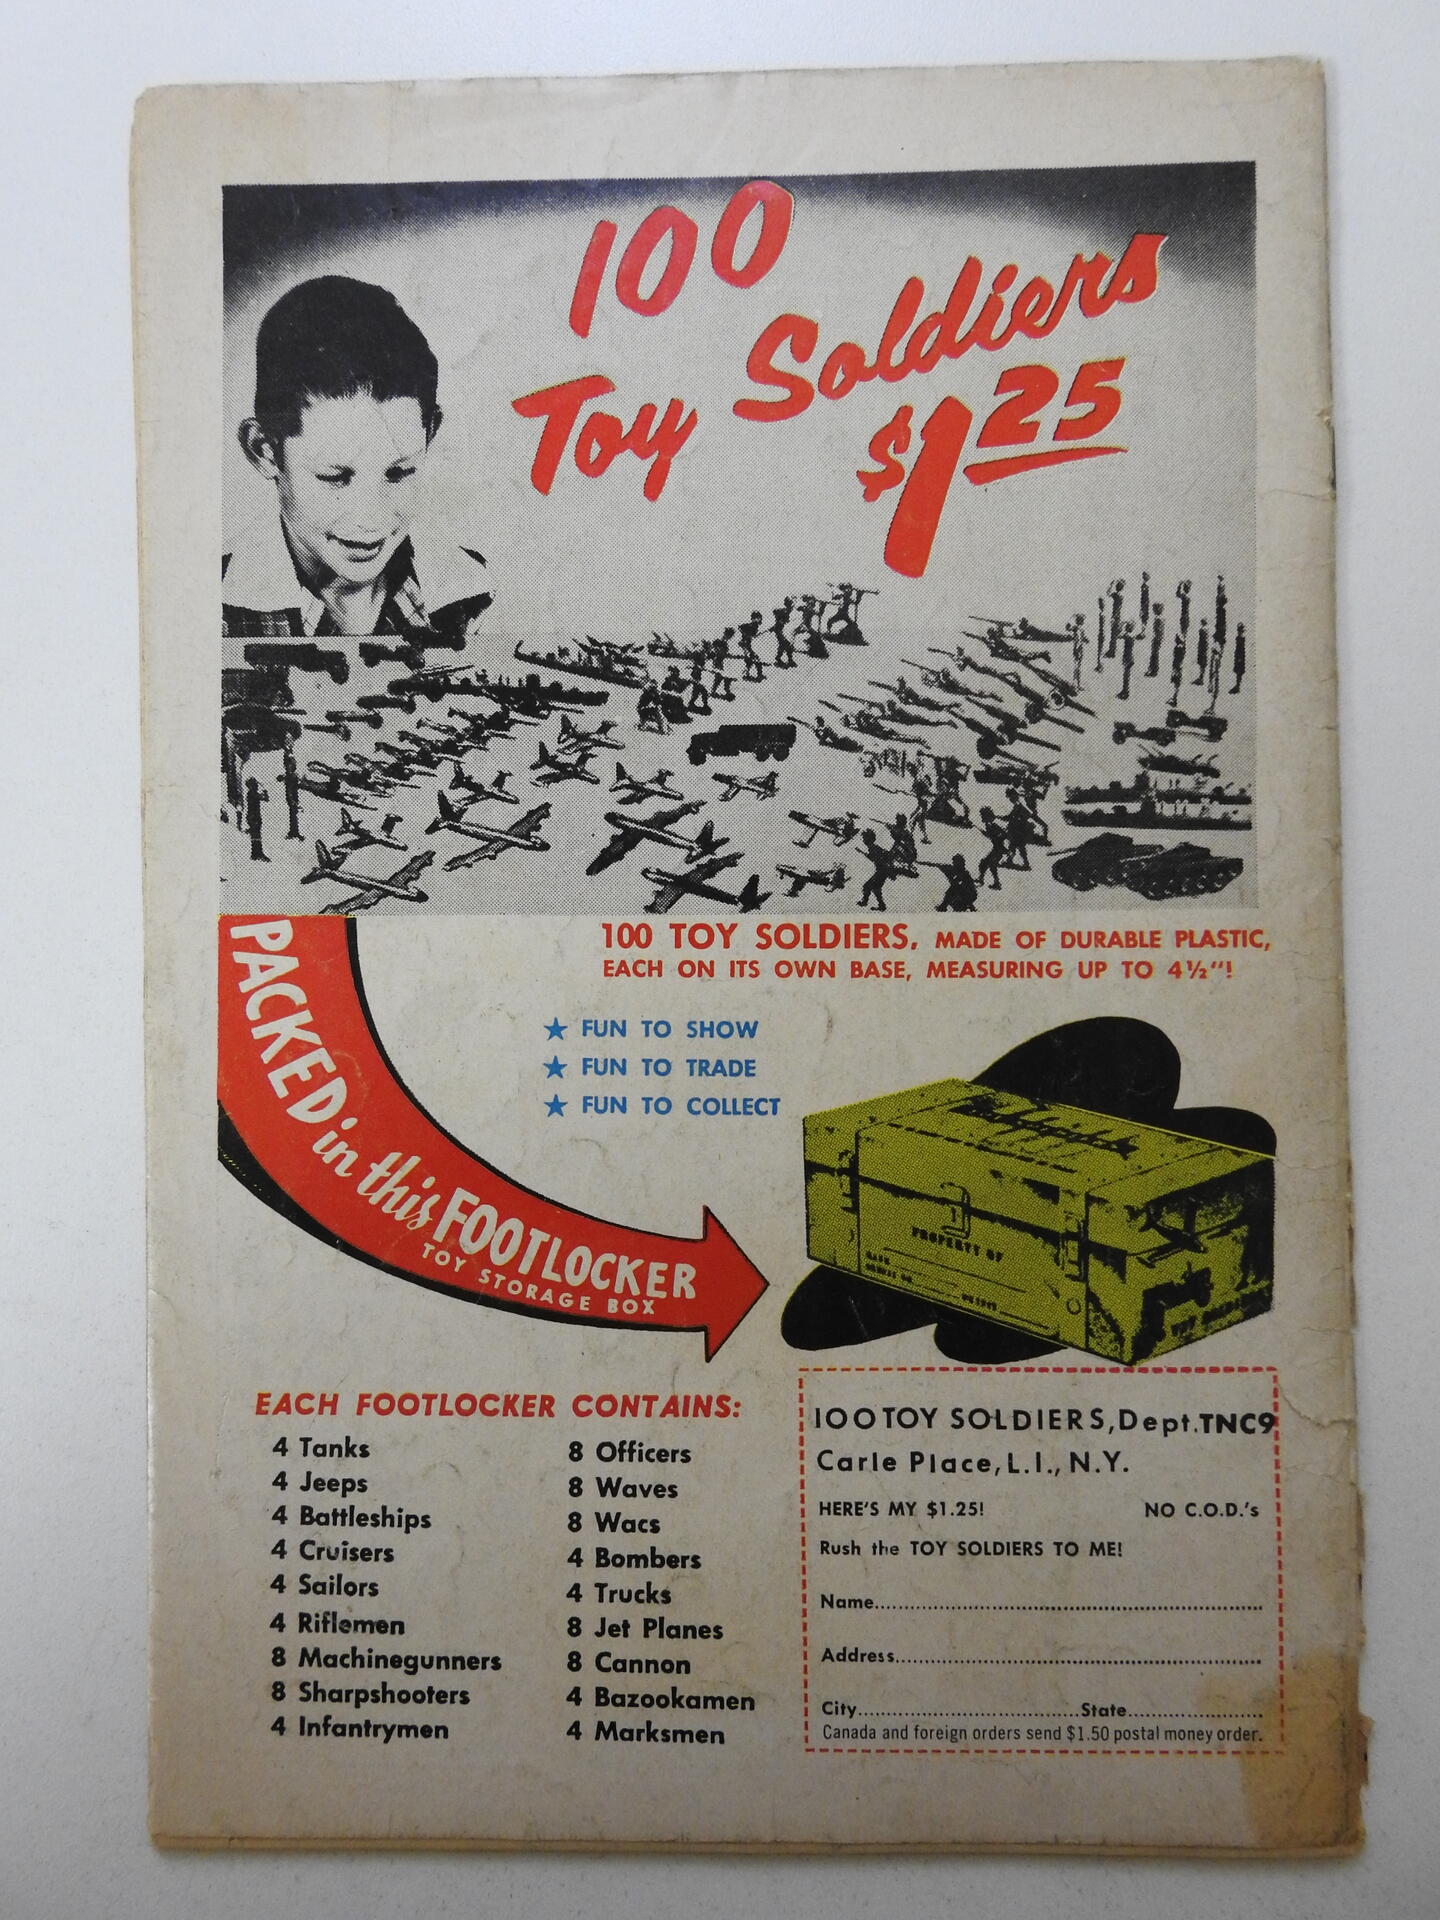 100
Toy Soldiers
$1.25
100 TOY SOLDIERS, MADE OF DURABLE PLASTIC,
EACH ON ITS OWN BASE, MEASURING UP TO 4½"!
PACKED in this FOOTLOCKER
TOY STORAGE BOX
★ FUN TO SHOW
★ FUN TO TRADE
★ FUN TO COLLECT
PROPERTY OF
EACH FOOTLOCKER CONTAINS:
4 Tanks
4 Jeeps
4 Battleships
4 Cruisers
4 Sailors
4 Riflemen
8 Machinegunners
8 Sharpshooters
4 Infantrymen
8 Officers
8 Waves
8 Wacs
4 Bombers
4 Trucks
8 Jet Planes
8 Cannon
4 Bazookamen
4 Marksmen
100 TOY SOLDIERS, Dept. TNC9
Carle Place, L.I., N.Y.
HERE'S MY $1.25! NO C.O.D.'s
Rush the TOY SOLDIERS TO ME!
Name
Address
City State
Canada and foreign orders send $1.50 postal money order.